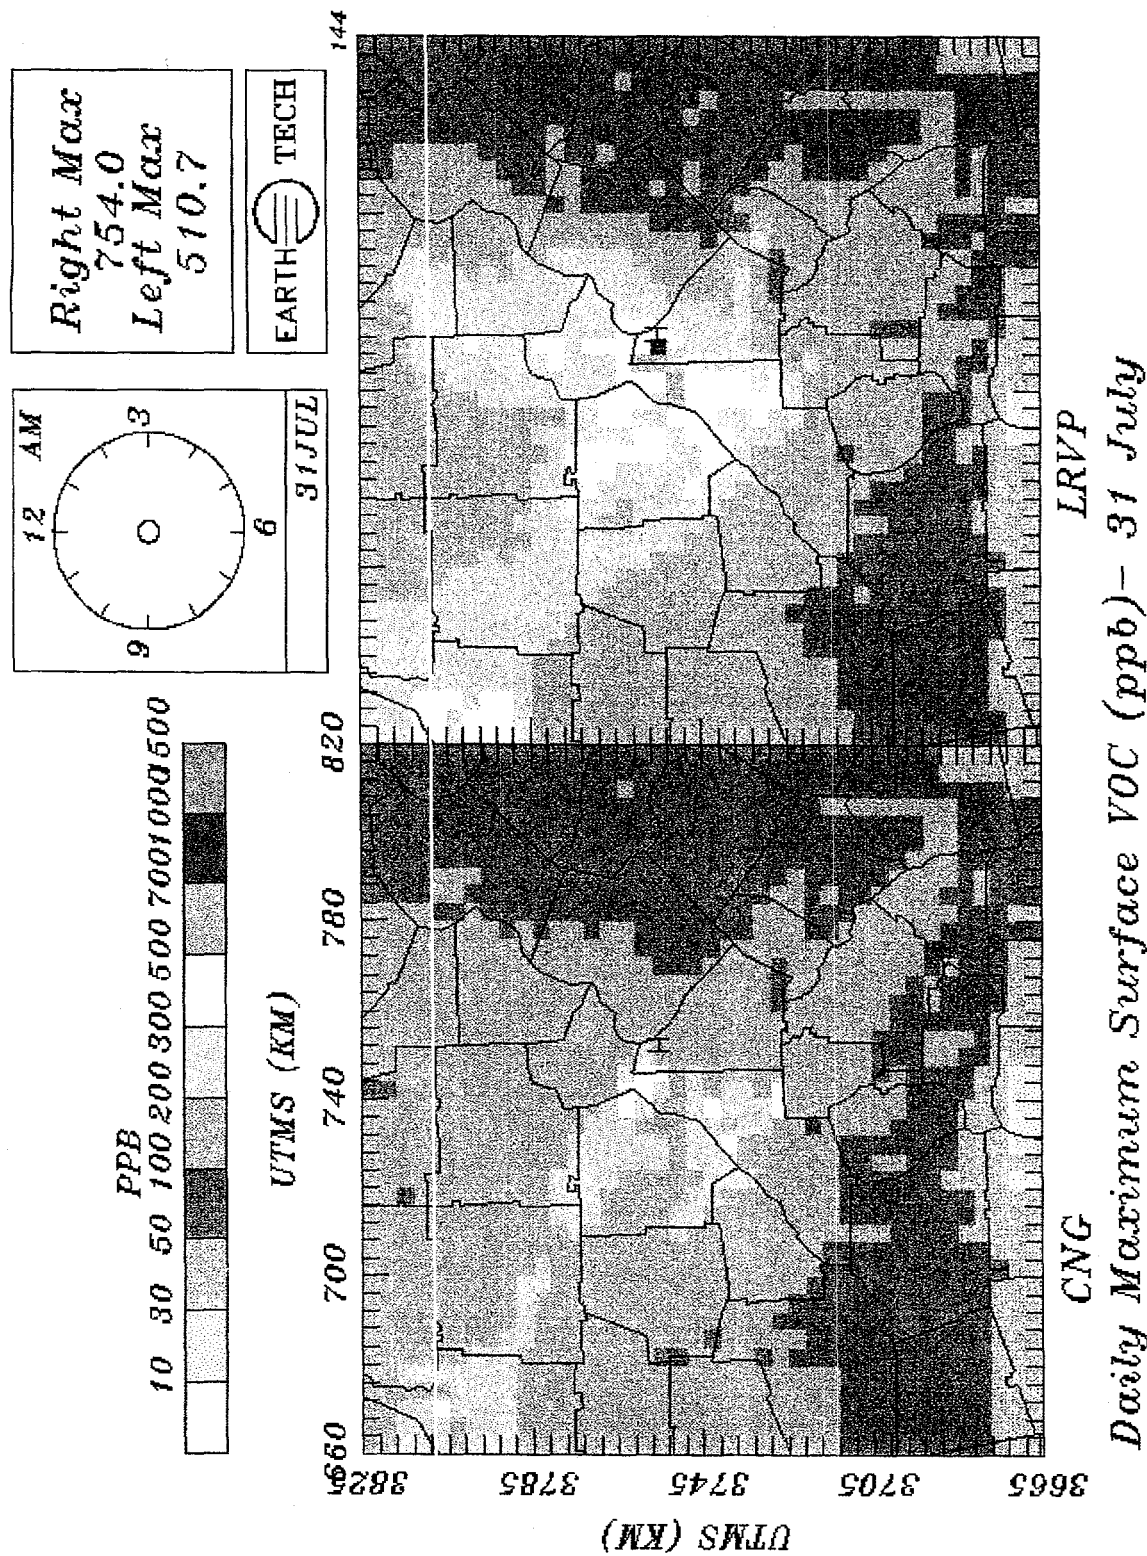 PPB
10 30 50 100 200 300 500 700 1000 1500
12 AM
3
6
9
31JUL
Right Max
754.0
Left Max
510.7
EARTH TECH
UTMS (KM)
660 700 740 780 820
144
3825
3785
3745
3705
3665
UTMS (KM)
H
H
CNG LRVP
Daily Maximum Surface VOC (ppb)- 31 July